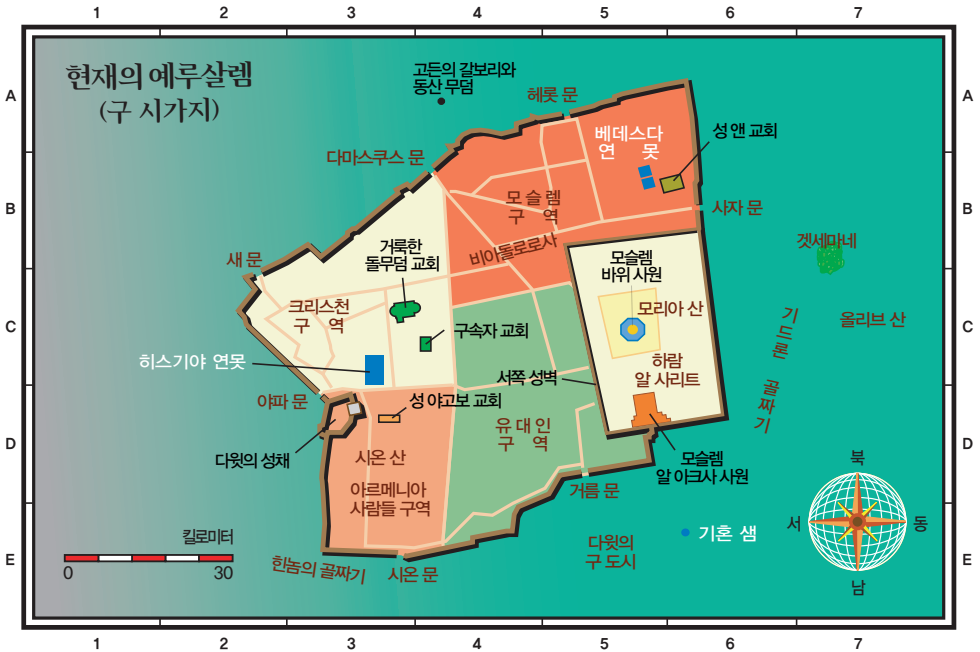 1 2 3 4 5 6 7
A A
B B
C C
D D
E E
현재의 예루살렘
(구 시가지)
고든의 갈보리와
동산 무덤
헤롯 문
베데스다
연 못
성 앤 교회
다마스쿠스 문
모 슬 렘
구 역
사자 문
비아돌로로사
거룩한
돌무덤 교회
모슬렘
바위 사원
겟세마네
새 문
크리스천
구 역
모리아 산
올리브 산
기드론 골짜기
구속자 교회
히스기야 연못
서쪽 성벽
하람
알 사리트
야파 문
성 야고보 교회
유 대 인
구 역
다윗의 성채
시온 산
모슬렘
알 아크사 사원
아르메니아
사람들 구역
거름 문
북
서 동
남
기혼 샘
다윗의
구 도시
킬로미터
0 30
힌놈의 골짜기
시온 문
1 2 3 4 5 6 7